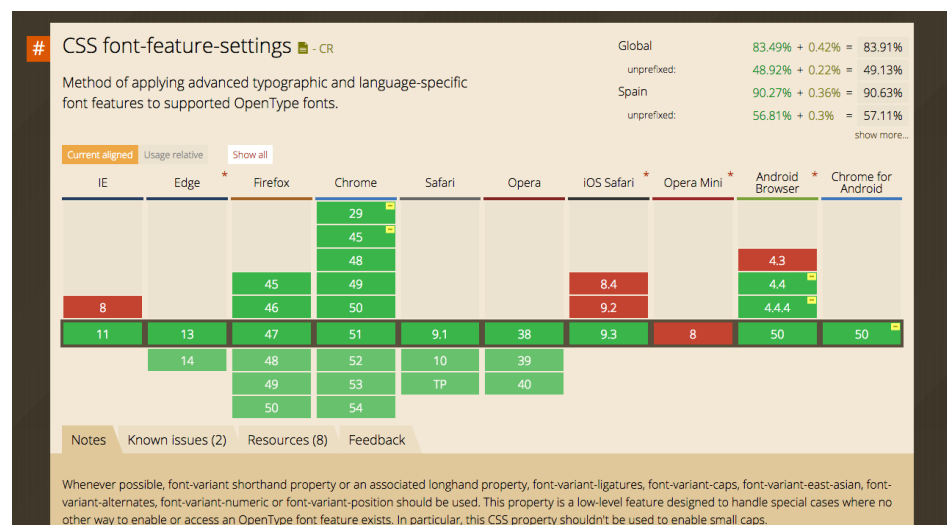 #
CSS font-feature-settings - CR
Method of applying advanced typographic and language-specific
font features to supported OpenType fonts.
Global 83.49% + 0.42% = 83.91%
unprefixed: 48.92% + 0.22% = 49.13%
Spain 90.27% + 0.36% = 90.63%
unprefixed: 56.81% + 0.3% = 57.11%
show more...
Current aligned Usage relative Show all
IE Edge * Firefox Chrome Safari Opera iOS Safari * Opera Mini * Android Browser * Chrome for Android
29
45
48 4.3
45 49 8.4 4.4
8 46 50 9.2 4.4.4
11 13 47 51 9.1 38 9.3 8 50 50
14 48 52 10 39
49 53 TP 40
50 54
Notes Known issues (2) Resources (8) Feedback
Whenever possible, font-variant shorthand property or an associated longhand property, font-variant-ligatures, font-variant-caps, font-variant-east-asian, font-
variant-alternates, font-variant-numeric or font-variant-position should be used. This property is a low-level feature designed to handle special cases where no
other way to enable or access an OpenType font feature exists. In particular, this CSS property shouldn't be used to enable small caps.